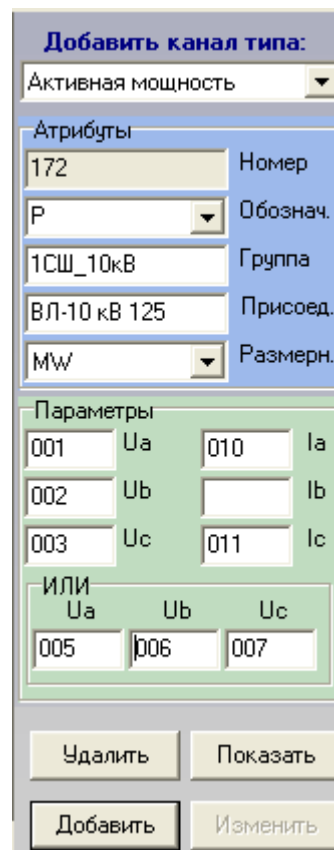 Добавить канал типа:
Активная мощность
Атрибуты
172 Номер
P Обознач.
1СШ_10кВ Группа
ВЛ-10 кВ 125 Присоед.
MW Размерн.
Параметры
001 Ua 010 Ia
002 Ub Ib
003 Uc 011 Ic
ИЛИ
Ua Ub Uc
005 006 007
Удалить Показать
Добавить Изменить